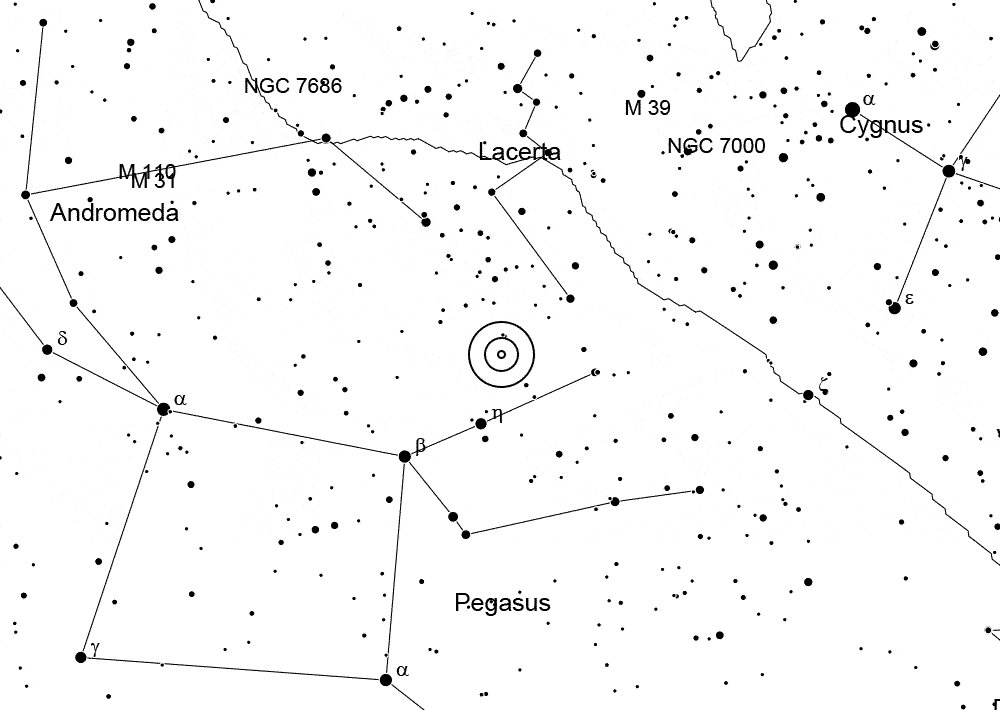 NGC 7686
M 39
α
Cygnus
NGC 7000
Lacerta
γ
M 110
M 31
Andromeda
ε
δ
ζ
α
η
β
Pegasus
γ
α